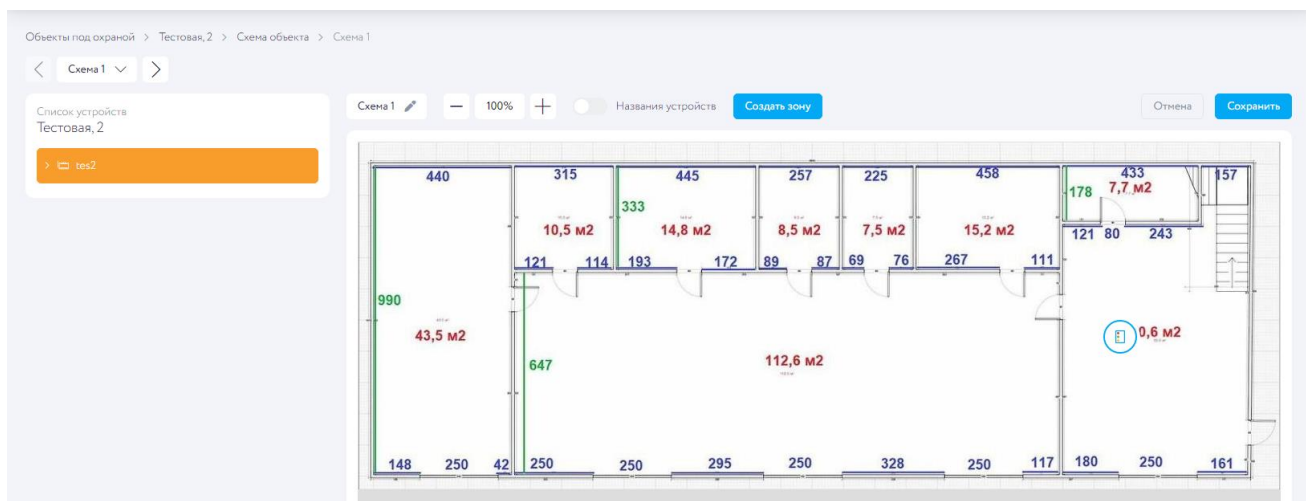 Объекты под охраной > Тестовая, 2 > Схема объекта > Схема 1
Схема 1
Список устройств
Тестовая, 2
tes2
Схема 1
100%
Названия устройств
Создать зону
Отмена
Сохранить
440 315 445 257 225 458 433 157
178 7,7 м2
333
10,5 м2 14,8 м2 8,5 м2 7,5 м2 15,2 м2
121 80 243
121 114 193 172 89 87 69 76 267 111
990
43,5 м2 0,6 м2
647 112,6 м2
148 250 42 250 250 295 250 328 250 117 180 250 161